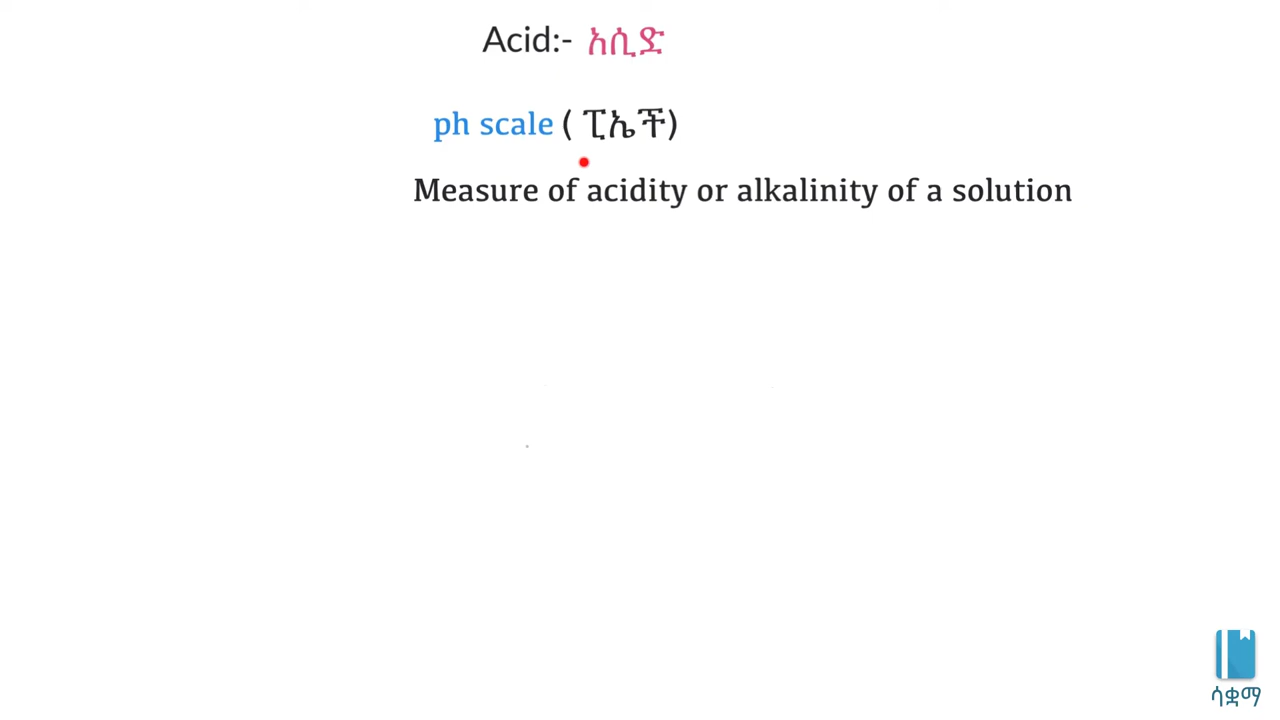 Acid:- አሲድ
ph scale ( ፒኤች)
Measure of acidity or alkalinity of a solution
ሳቋማ